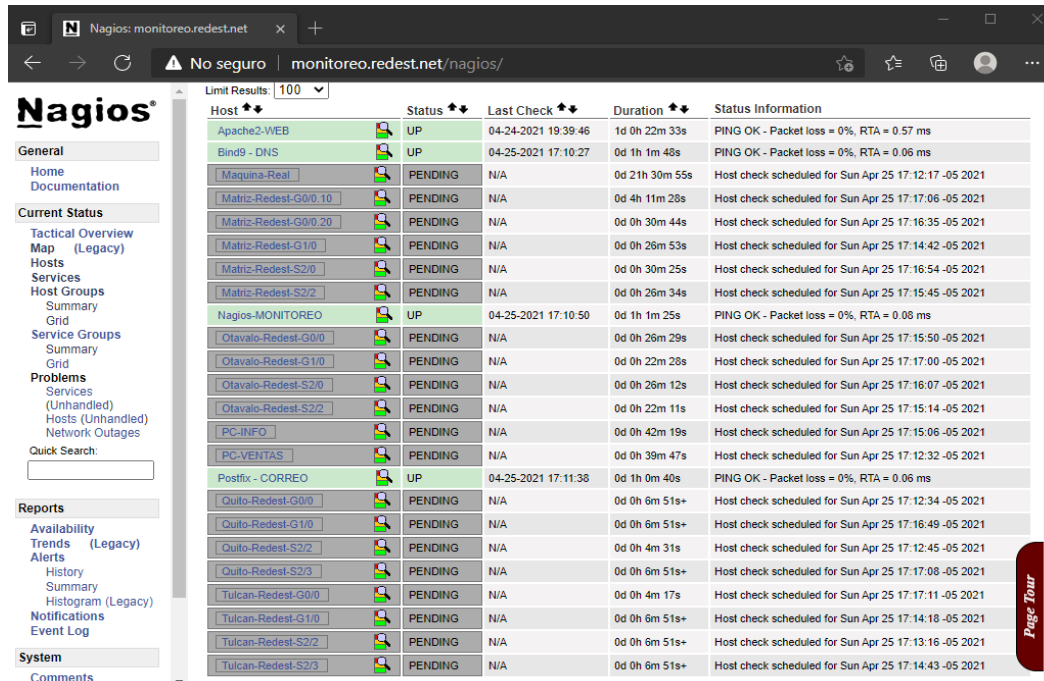 Nagios: monitoreo.redest.net
No seguro | monitoreo.redest.net/nagios/
Nagios®
General
Home
Documentation
Current Status
Tactical Overview
Map (Legacy)
Hosts
Services
Host Groups
Summary
Grid
Service Groups
Summary
Grid
Problems
Services
(Unhandled)
Hosts (Unhandled)
Network Outages
Quick Search:
Reports
Availability
Trends (Legacy)
Alerts
History
Summary
Histogram (Legacy)
Notifications
Event Log
System
Comments
Limit Results: 100
Host Status Last Check Duration Status Information
Apache2-WEB UP 04-24-2021 19:39:46 1d 0h 22m 33s PING OK - Packet loss = 0%, RTA = 0.57 ms
Bind9 - DNS UP 04-25-2021 17:10:27 0d 1h 1m 48s PING OK - Packet loss = 0%, RTA = 0.06 ms
Maquina-Real PENDING N/A 0d 21h 30m 55s Host check scheduled for Sun Apr 25 17:12:17 -05 2021
Matriz-Redest-G0/0.10 PENDING N/A 0d 4h 11m 28s Host check scheduled for Sun Apr 25 17:17:06 -05 2021
Matriz-Redest-G0/0.20 PENDING N/A 0d 0h 30m 44s Host check scheduled for Sun Apr 25 17:16:35 -05 2021
Matriz-Redest-G1/0 PENDING N/A 0d 0h 26m 53s Host check scheduled for Sun Apr 25 17:14:42 -05 2021
Matriz-Redest-S2/0 PENDING N/A 0d 0h 30m 25s Host check scheduled for Sun Apr 25 17:16:54 -05 2021
Matriz-Redest-S2/2 PENDING N/A 0d 0h 26m 34s Host check scheduled for Sun Apr 25 17:15:45 -05 2021
Nagios-MONITOREO UP 04-25-2021 17:10:50 0d 1h 1m 25s PING OK - Packet loss = 0%, RTA = 0.08 ms
Otavalo-Redest-G0/0 PENDING N/A 0d 0h 26m 29s Host check scheduled for Sun Apr 25 17:15:50 -05 2021
Otavalo-Redest-G1/0 PENDING N/A 0d 0h 22m 28s Host check scheduled for Sun Apr 25 17:17:00 -05 2021
Otavalo-Redest-S2/0 PENDING N/A 0d 0h 26m 12s Host check scheduled for Sun Apr 25 17:16:07 -05 2021
Otavalo-Redest-S2/2 PENDING N/A 0d 0h 22m 11s Host check scheduled for Sun Apr 25 17:15:14 -05 2021
PC-INFO PENDING N/A 0d 0h 42m 19s Host check scheduled for Sun Apr 25 17:15:06 -05 2021
PC-VENTAS PENDING N/A 0d 0h 39m 47s Host check scheduled for Sun Apr 25 17:12:32 -05 2021
Postfix - CORREO UP 04-25-2021 17:11:38 0d 1h 0m 40s PING OK - Packet loss = 0%, RTA = 0.06 ms
Quito-Redest-G0/0 PENDING N/A 0d 0h 6m 51s+ Host check scheduled for Sun Apr 25 17:12:34 -05 2021
Quito-Redest-G1/0 PENDING N/A 0d 0h 6m 51s+ Host check scheduled for Sun Apr 25 17:16:49 -05 2021
Quito-Redest-S2/2 PENDING N/A 0d 0h 4m 31s Host check scheduled for Sun Apr 25 17:12:45 -05 2021
Quito-Redest-S2/3 PENDING N/A 0d 0h 6m 51s+ Host check scheduled for Sun Apr 25 17:17:08 -05 2021
Tulcan-Redest-G0/0 PENDING N/A 0d 0h 4m 17s Host check scheduled for Sun Apr 25 17:17:11 -05 2021
Tulcan-Redest-G1/0 PENDING N/A 0d 0h 6m 51s+ Host check scheduled for Sun Apr 25 17:14:18 -05 2021
Tulcan-Redest-S2/2 PENDING N/A 0d 0h 6m 51s+ Host check scheduled for Sun Apr 25 17:13:16 -05 2021
Tulcan-Redest-S2/3 PENDING N/A 0d 0h 6m 51s+ Host check scheduled for Sun Apr 25 17:14:43 -05 2021
Page Tour